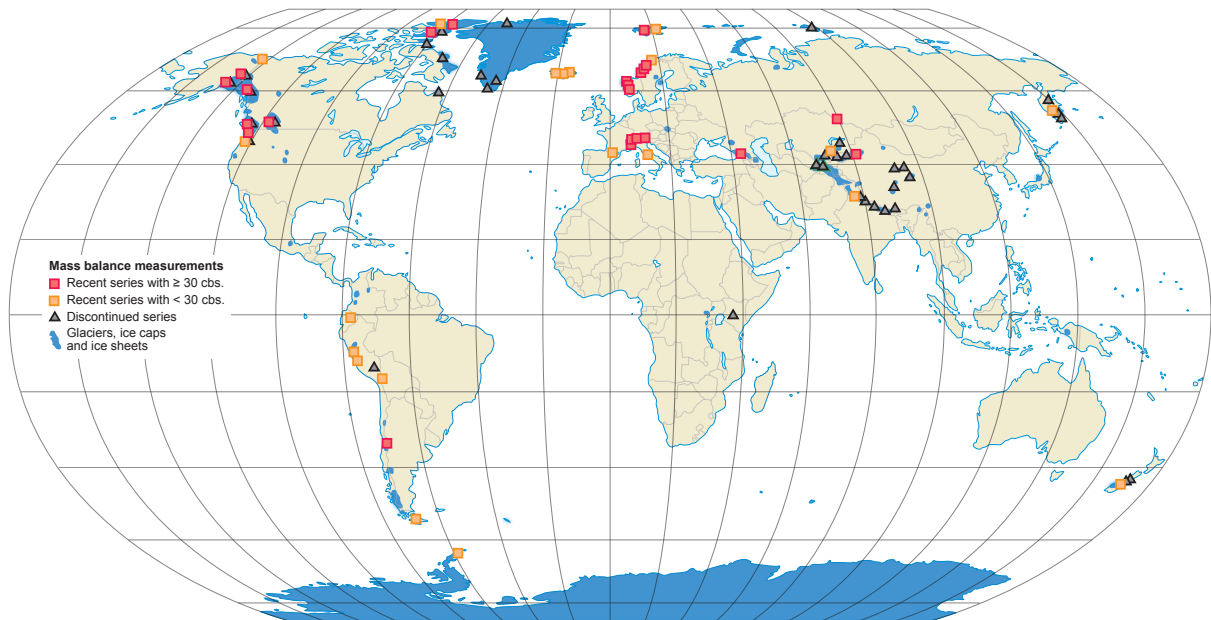 Mass balance measurements
Recent series with ≥ 30 cbs.
Recent series with < 30 cbs.
Discontinued series
Glaciers, ice caps
and ice sheets